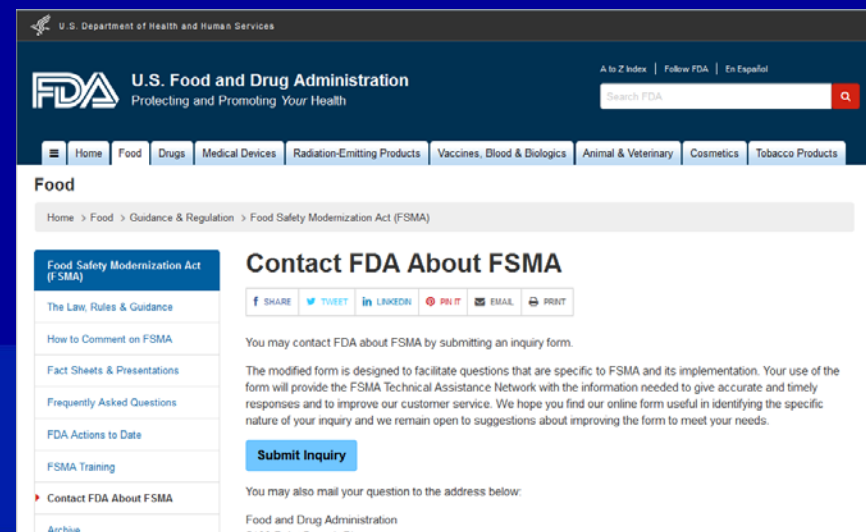 U.S. Department of Health and Human Services
A to Z Index | Follow FDA | En Español
FDA
U.S. Food and Drug Administration
Protecting and Promoting Your Health
Search FDA
Home
Food
Drugs
Medical Devices
Radiation-Emitting Products
Vaccines, Blood & Biologics
Animal & Veterinary
Cosmetics
Tobacco Products
Food
Home > Food > Guidance & Regulation > Food Safety Modernization Act (FSMA)
Food Safety Modernization Act
(FSMA)
The Law, Rules & Guidance
How to Comment on FSMA
Fact Sheets & Presentations
Frequently Asked Questions
FDA Actions to Date
FSMA Training
Contact FDA About FSMA
Archive
Contact FDA About FSMA
SHARE
TWEET
LINKEDIN
PIN IT
EMAIL
PRINT
You may contact FDA about FSMA by submitting an inquiry form.
The modified form is designed to facilitate questions that are specific to FSMA and its implementation. Your use of the
form will provide the FSMA Technical Assistance Network with the information needed to give accurate and timely
responses and to improve our customer service. We hope you find our online form useful in identifying the specific
nature of your inquiry and we remain open to suggestions about improving the form to meet your needs.
Submit Inquiry
You may also mail your question to the address below:
Food and Drug Administration